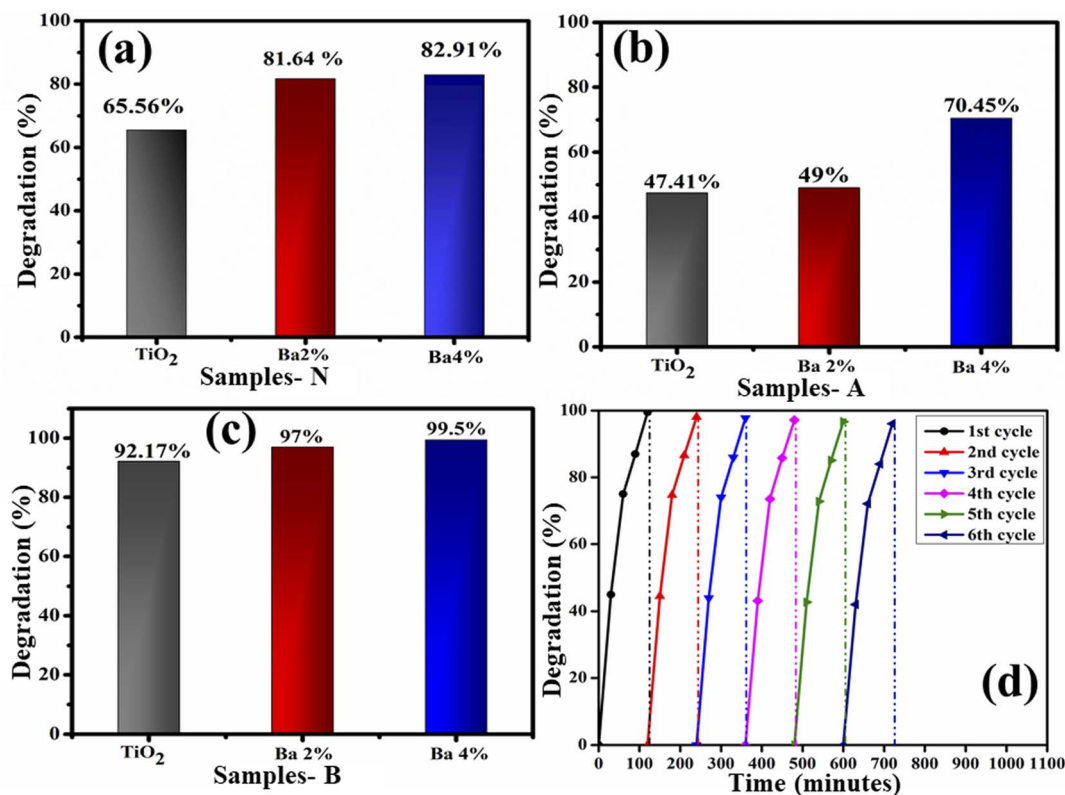 (a)
100
80
60
40
20
0
Degradation (%)
65.56%
81.64 %
82.91%
TiO₂
Ba2%
Ba4%
Samples- N
(b)
100
80
60
40
20
0
Degradation (%)
47.41%
49%
70.45%
TiO₂
Ba 2%
Ba 4%
Samples- A
(c)
100
80
60
40
20
0
Degradation (%)
92.17%
97%
99.5%
TiO₂
Ba 2%
Ba 4%
Samples- B
100
80
60
40
20
0
Degradation (%)
1st cycle
2nd cycle
3rd cycle
4th cycle
5th cycle
6th cycle
(d)
0 100 200 300 400 500 600 700 800 900 1000 1100
Time (minutes)